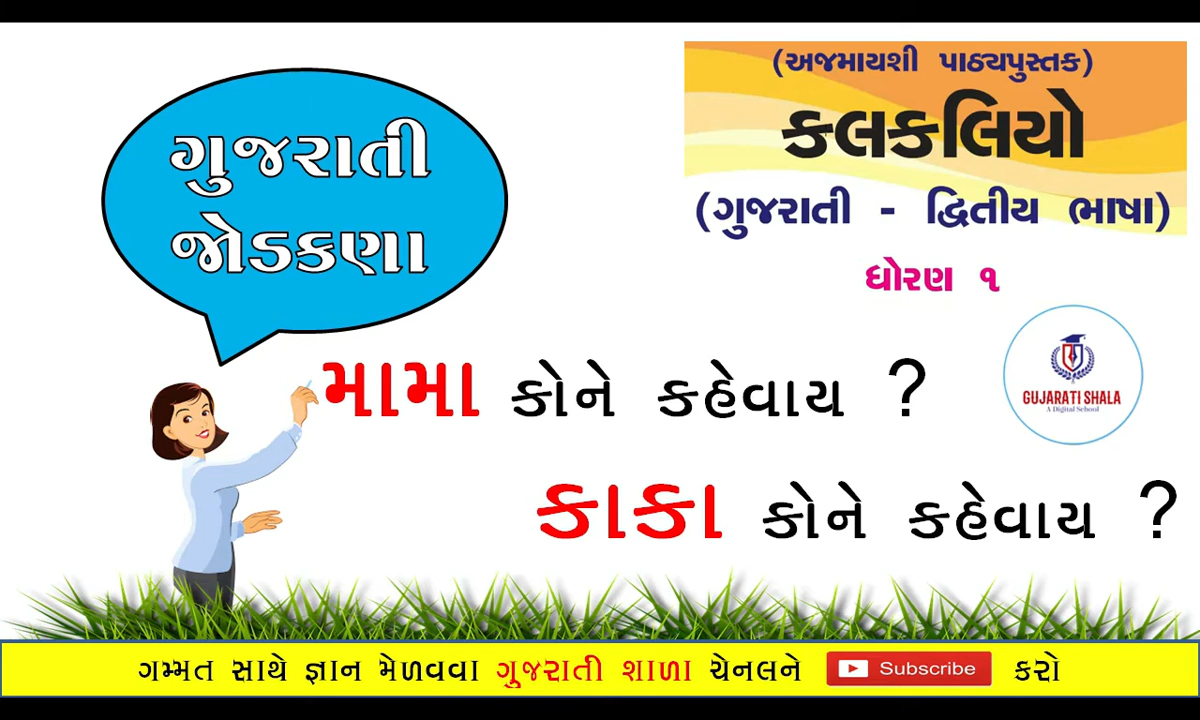 ગુજરાતી
જોડકણા
(અજમાયશી પાઠ્યપુસ્તક)
કલકલિયો
(ગુજરાતી - દ્વિતીય ભાષા)
ધોરણ ૧
GUJARATI SHALA
A Digital School
મામા કોને કહેવાય ?
કાકા કોને કહેવાય ?
ગમ્મત સાથે જ્ઞાન મેળવવા ગુજરાતી શાળા ચેનલને Subscribe કરો